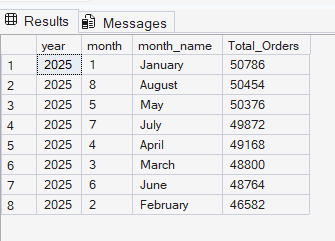 Results Messages
year month month_name Total_Orders
1 2025 1 January 50786
2 2025 8 August 50454
3 2025 5 May 50376
4 2025 7 July 49872
5 2025 4 April 49168
6 2025 3 March 48800
7 2025 6 June 48764
8 2025 2 February 46582